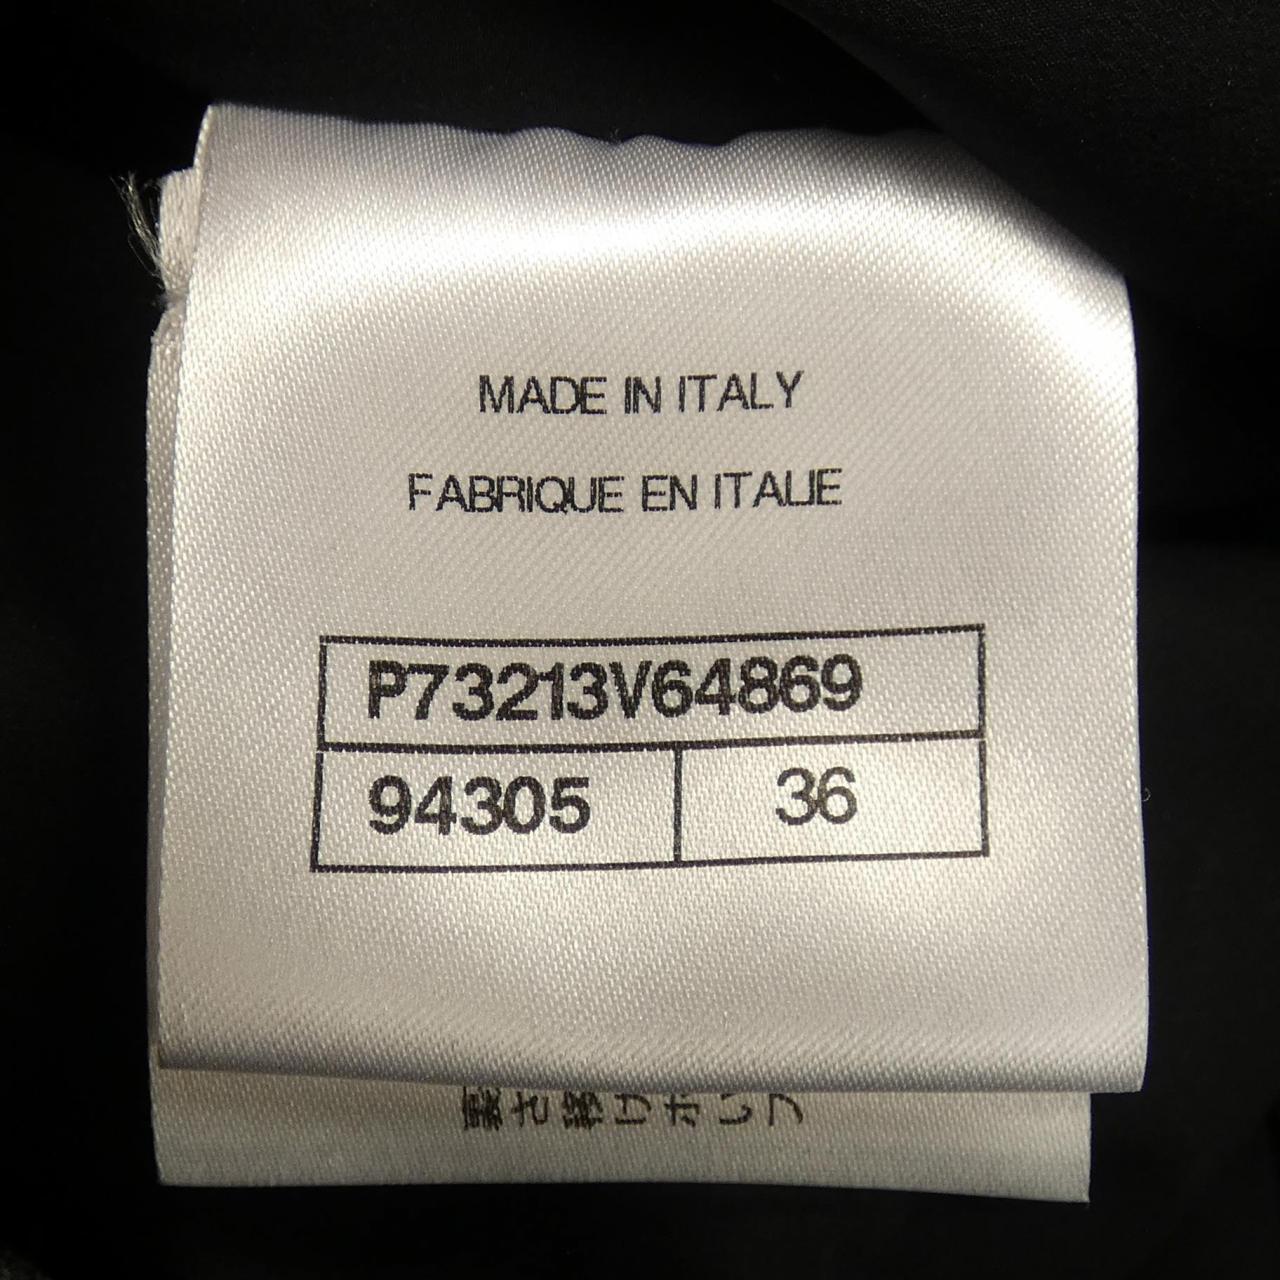 MADE IN ITALY
FABRIQUE EN ITALIE
P73213V64869
94305 36